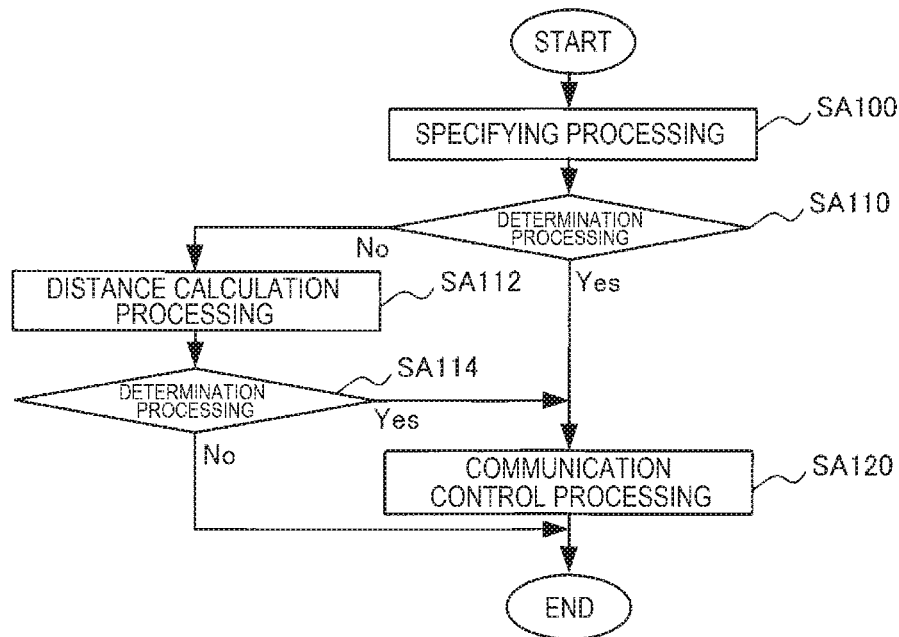 START
SA100
SPECIFYING PROCESSING
SA110
DETERMINATION
PROCESSING
No
Yes
DISTANCE CALCULATION
PROCESSING
SA112
SA114
DETERMINATION
PROCESSING
Yes
No
COMMUNICATION
CONTROL PROCESSING
SA120
END